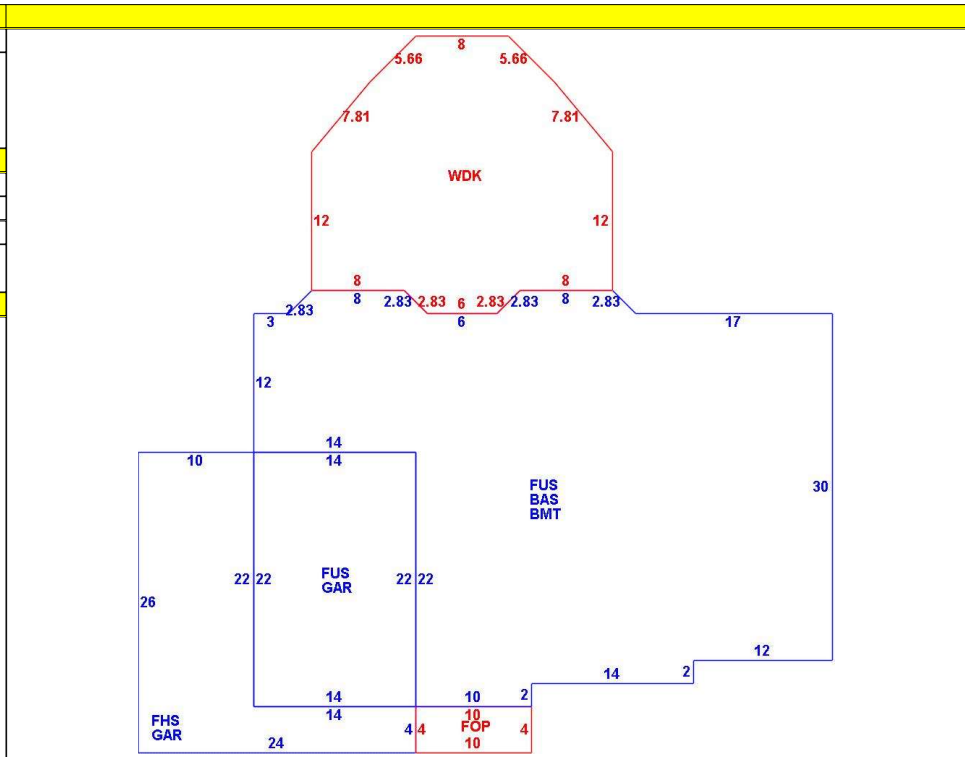 8
5.66 5.66
7.81 7.81
WDK
12 12
8 8
2.83 8 2.83 2.83 6 2.83 2.83 8 2.83
3 6 17
12
14
10 14
FUS
BAS
BMT
30
22 22 FUS 22 22
GAR
26
12
14 2
14 10 2
14 10
FHS 4 4 FOP 4
GAR
24 10